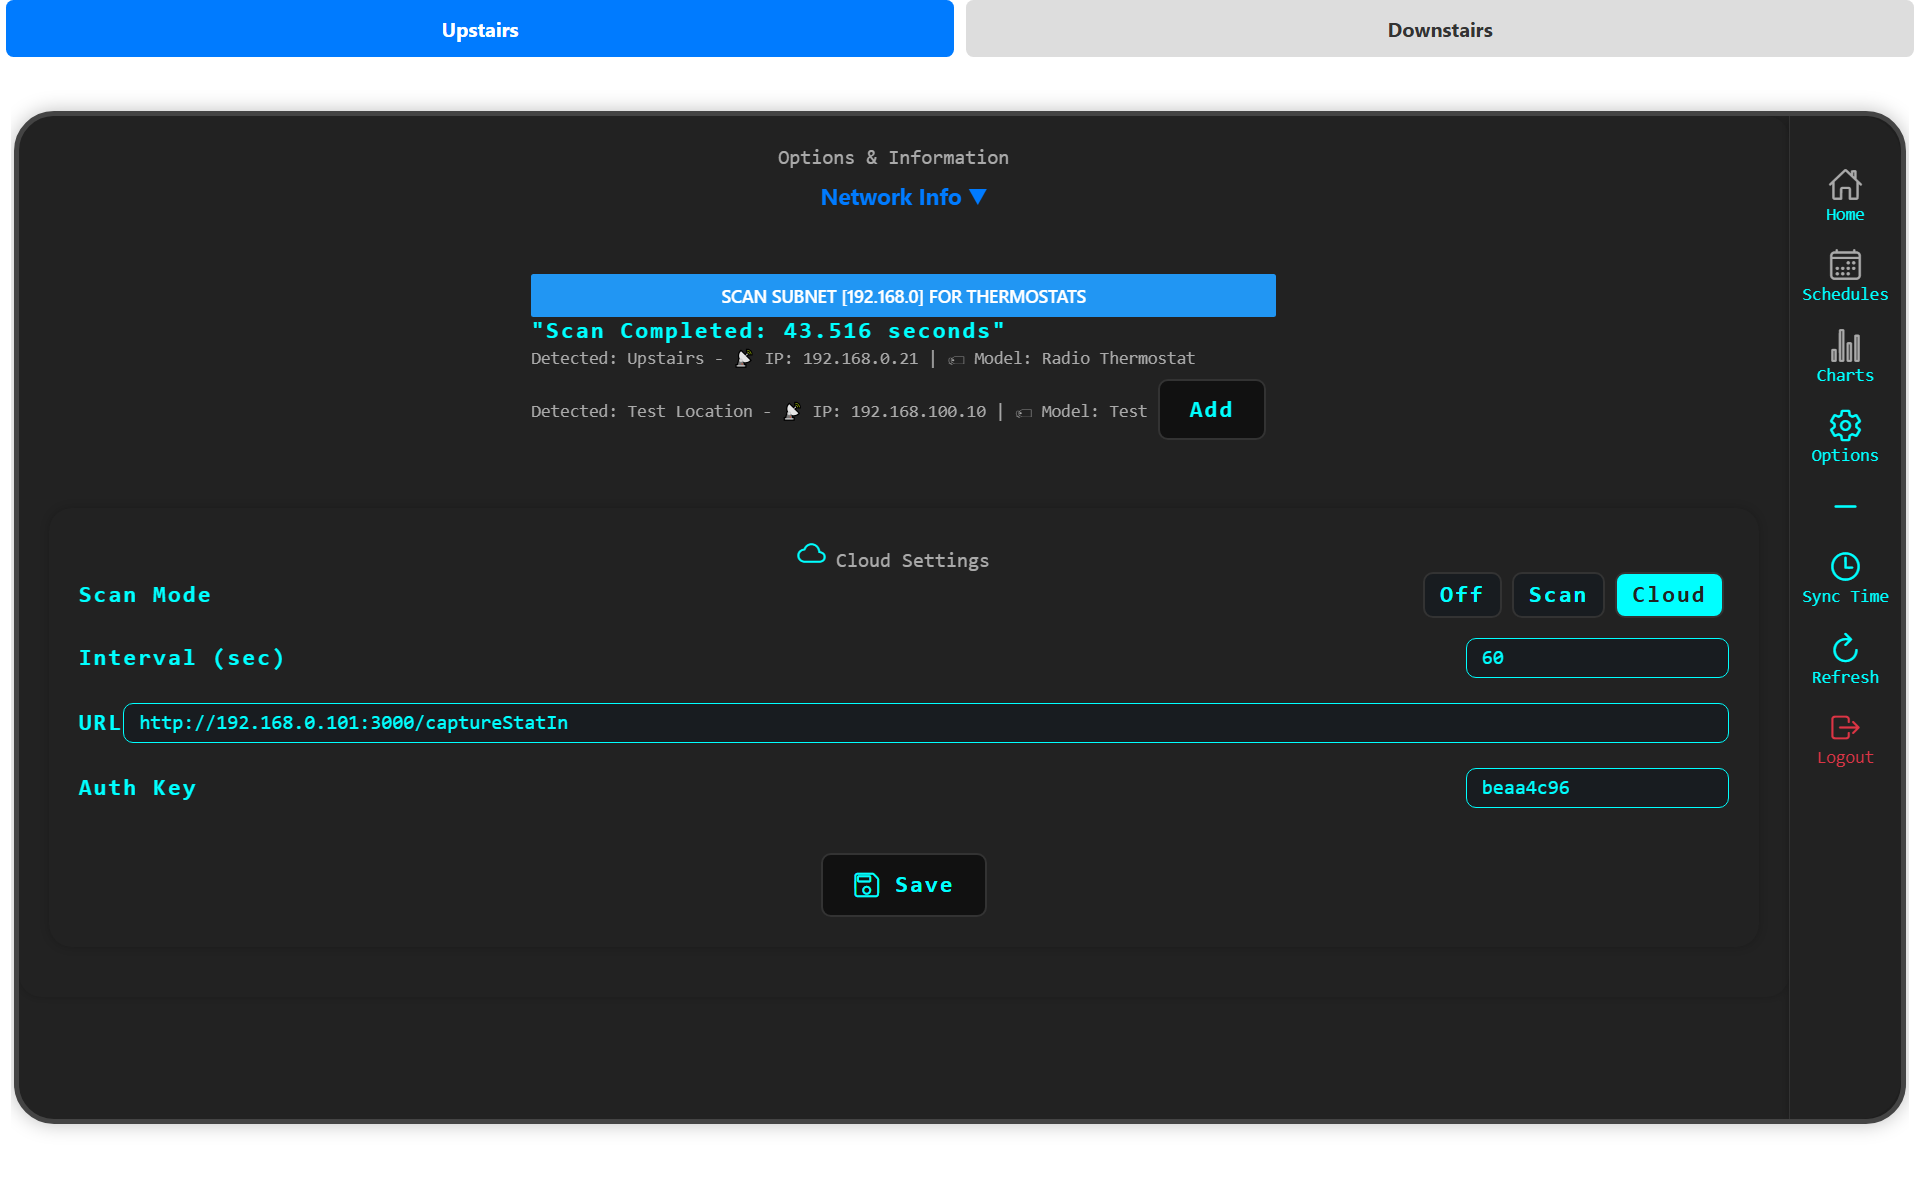 Upstairs
Downstairs
Options & Information
Network Info ▼
SCAN SUBNET [192.168.0] FOR THERMOSTATS
"Scan Completed: 43.516 seconds"
Detected: Upstairs - 📡 IP: 192.168.0.21 | 🏷 Model: Radio Thermostat
Detected: Test Location - 📡 IP: 192.168.100.10 | 🏷 Model: Test
Add
Cloud Settings
Scan Mode
Off
Scan
Cloud
Interval (sec)
60
URL
http://192.168.0.101:3000/captureStatIn
Auth Key
beaa4c96
Save
Home
Schedules
Charts
Options
Sync Time
Refresh
Logout